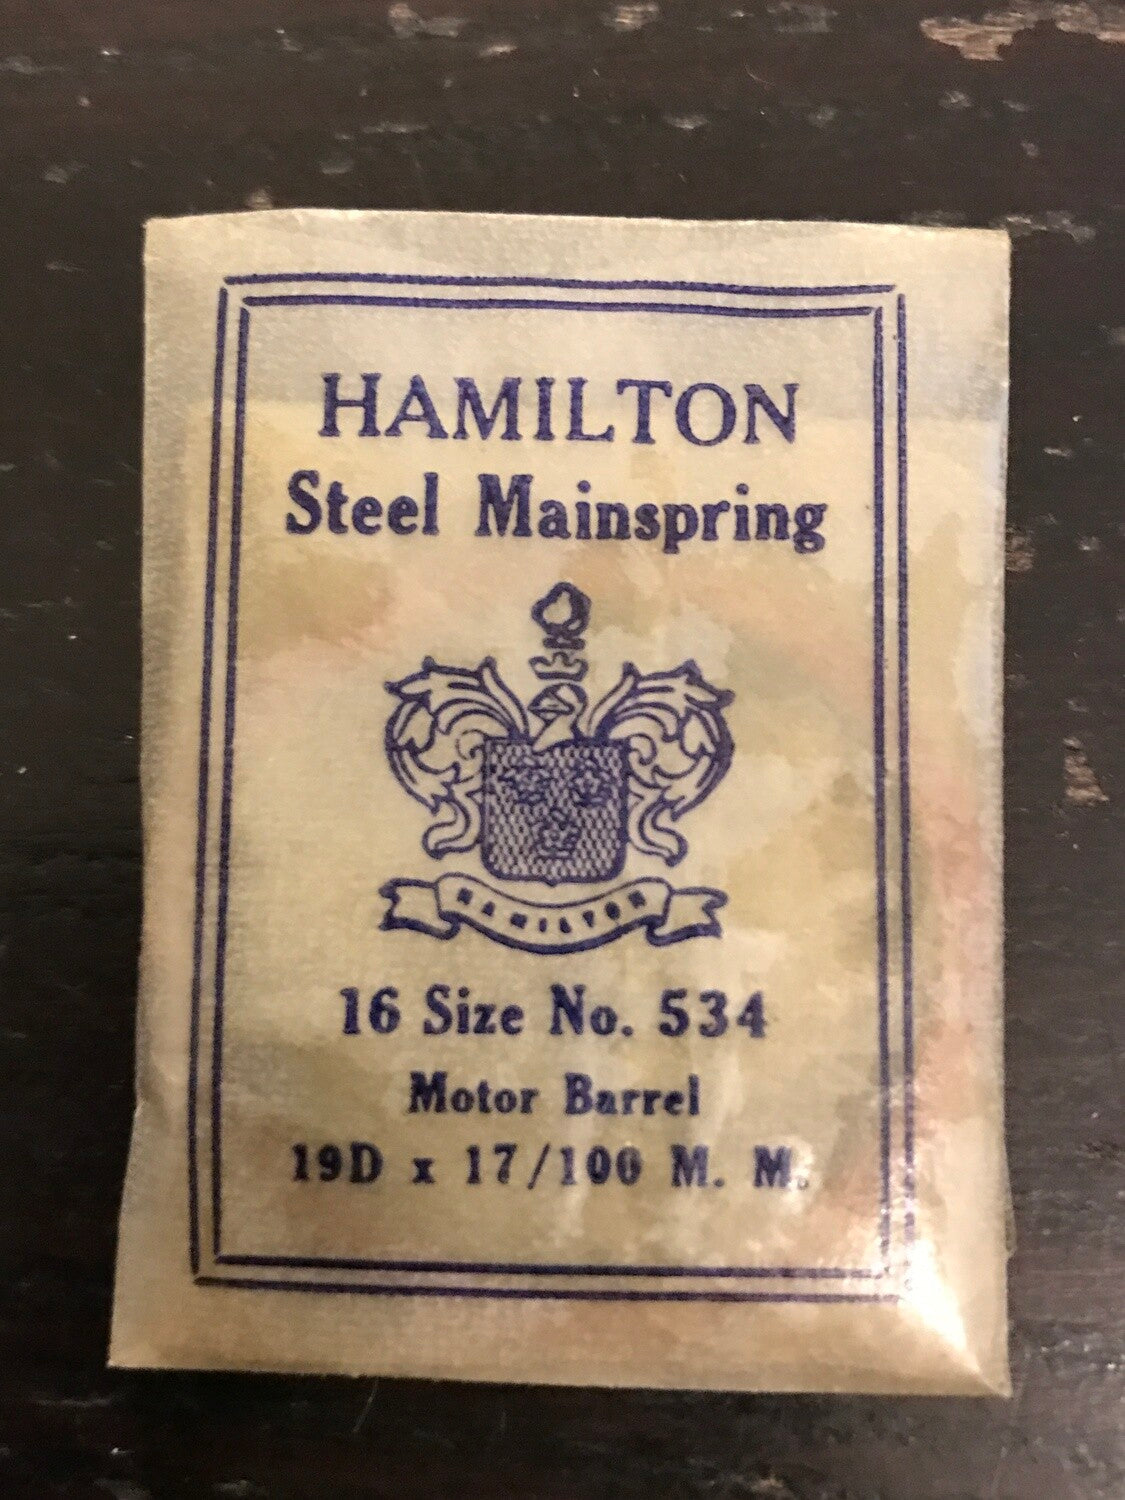 HAMILTON
Steel Mainspring
HAMILTON
16 Size No. 534
Motor Barrel
19D x 17/100 M. M.